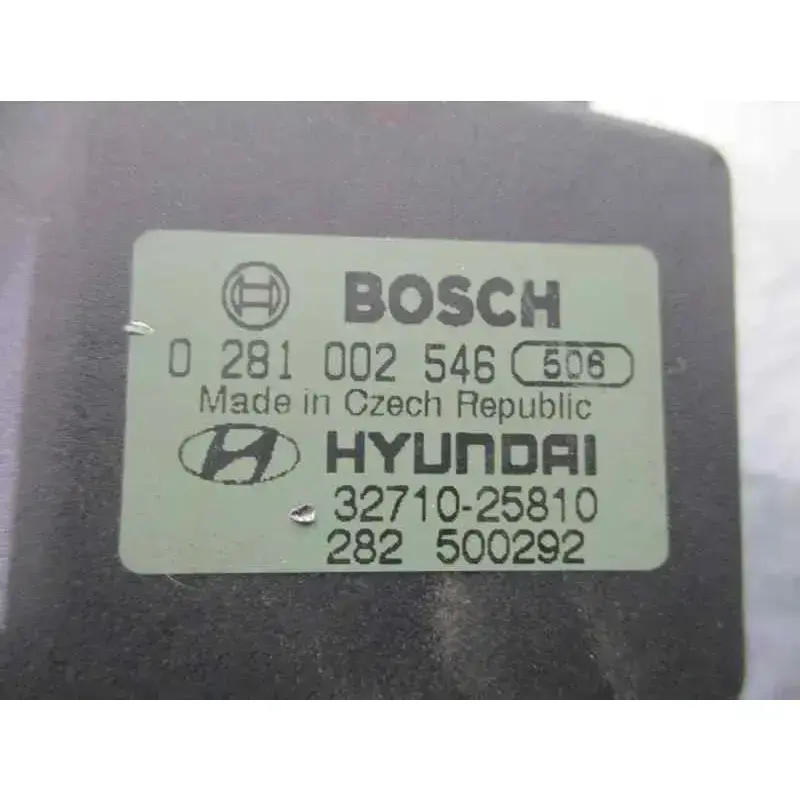 BOSCH
0 281 002 546 506
Made in Czech Republic
HYUNDAI
32710-25810
282 500292